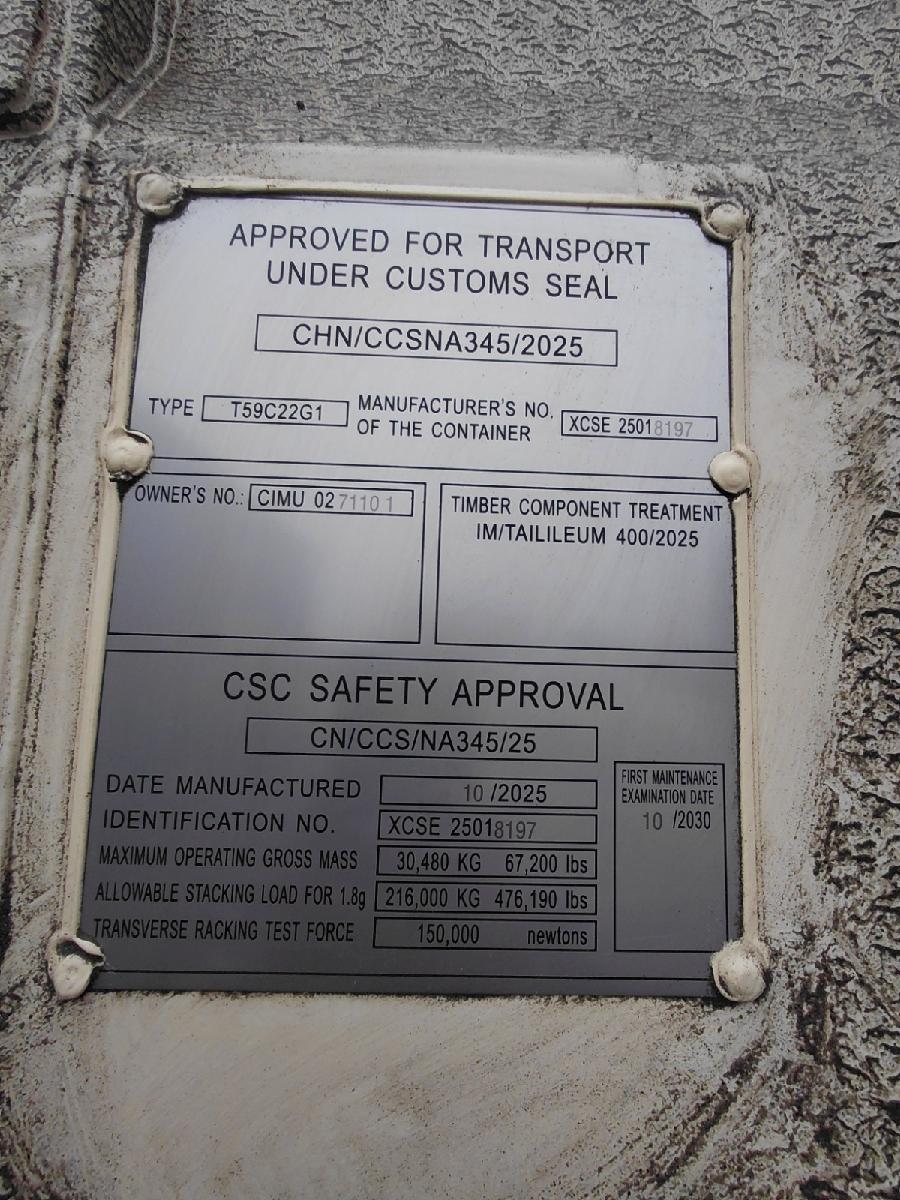 APPROVED FOR TRANSPORT
UNDER CUSTOMS SEAL
CHN/CCSNA345/2025
TYPE T59C22G1 MANUFACTURER'S NO.
OF THE CONTAINER XCSE 25018197
OWNER'S NO.: CIMU 027110 1
TIMBER COMPONENT TREATMENT
IM/TAILILEUM 400/2025
CSC SAFETY APPROVAL
CN/CCS/NA345/25
DATE MANUFACTURED 10 /2025
IDENTIFICATION NO. XCSE 25018197
MAXIMUM OPERATING GROSS MASS 30,480 KG 67,200 lbs
ALLOWABLE STACKING LOAD FOR 1.8g 216,000 KG 476,190 lbs
TRANSVERSE RACKING TEST FORCE 150,000 newtons
FIRST MAINTENANCE
EXAMINATION DATE
10 /2030